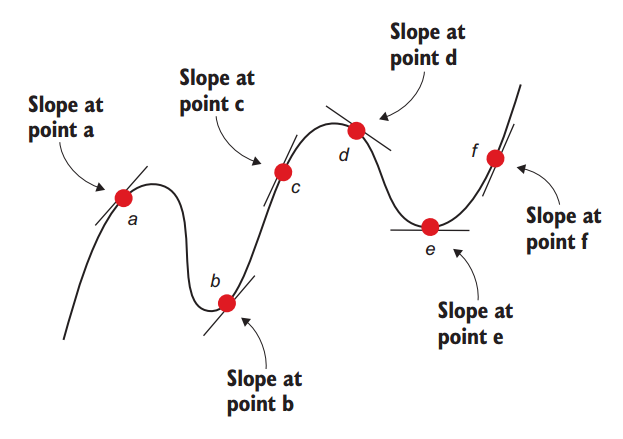 Slope at
point d
Slope at
point c
Slope at
point a
d
f
c
a
Slope at
point f
e
b
Slope at
point e
Slope at
point b